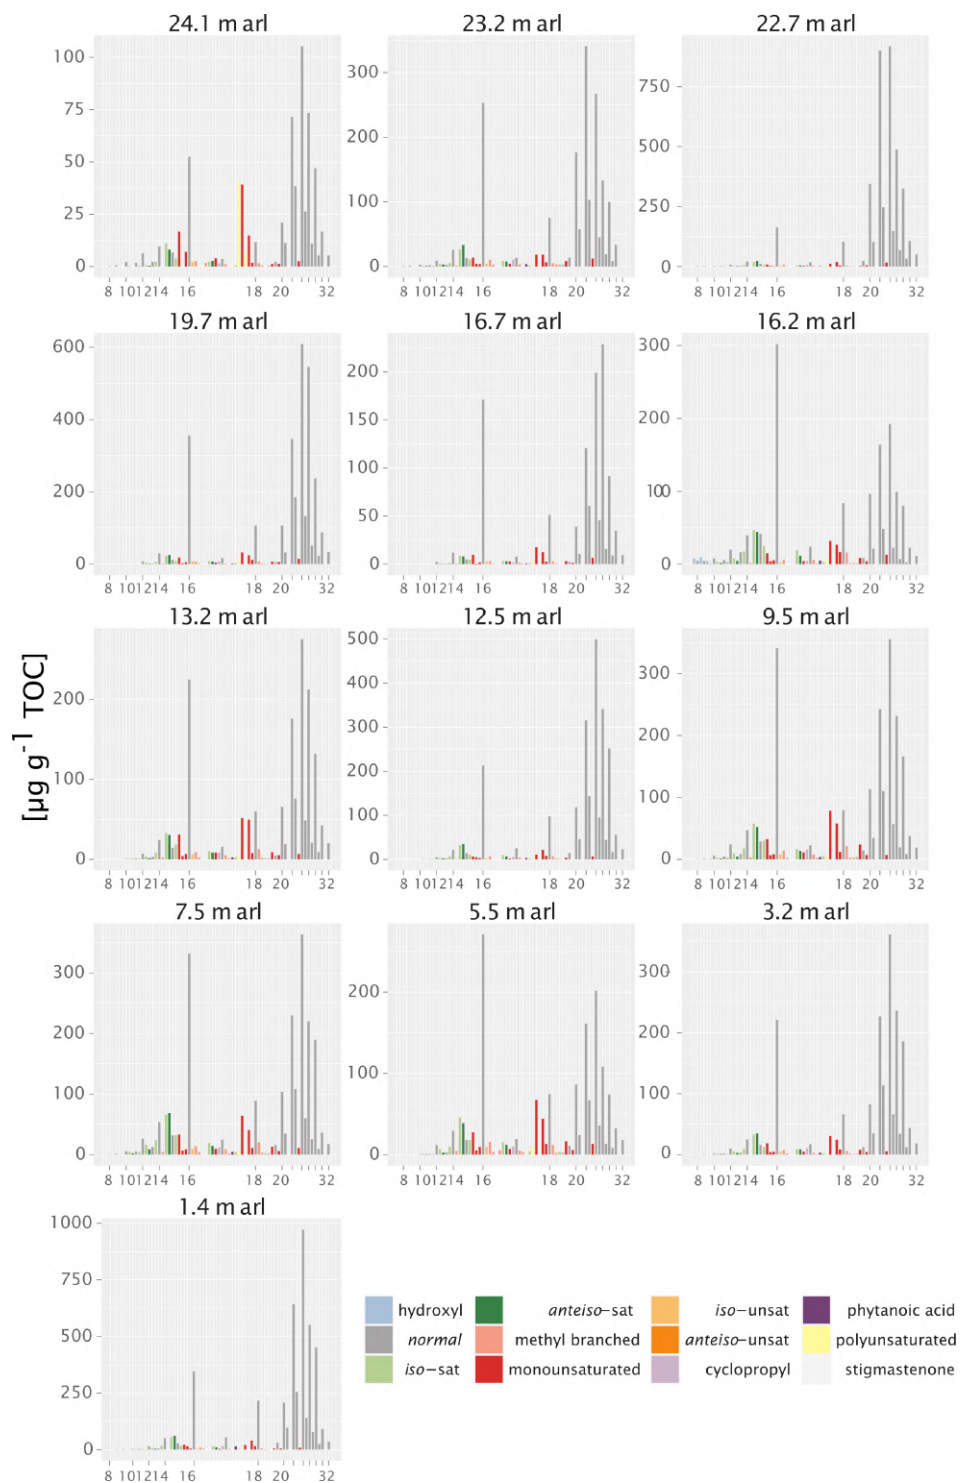 24.1 m arl 23.2 m arl 22.7 m arl
100 75 50 25 0
300 200 100 0
750 500 250 0
8 10 12 14 16 18 20 32 8 10 12 14 16 18 20 32 8 10 12 14 16 18 20 32
19.7 m arl 16.7 m arl 16.2 m arl
600 400 200 0
200 150 100 50 0
300 200 100 0
8 10 12 14 16 18 20 32 8 10 12 14 16 18 20 32 8 10 12 14 16 18 20 32
13.2 m arl 12.5 m arl 9.5 m arl
200 100 0
500 400 300 200 100 0
300 200 100 0
8 10 12 14 16 18 20 32 8 10 12 14 16 18 20 32 8 10 12 14 16 18 20 32
[µg g-1 TOC]
7.5 m arl 5.5 m arl 3.2 m arl
300 200 100 0
200 100 0
300 200 100 0
8 10 12 14 16 18 20 32 8 10 12 14 16 18 20 32 8 10 12 14 16 18 20 32
1.4 m arl
1000 750 500 250 0
8 10 12 14 16 18 20 32
hydroxyl anteiso-sat iso-unsat phytanoic acid
normal methyl branched anteiso-unsat polyunsaturated
iso-sat monounsaturated cyclopropyl stigmastenone